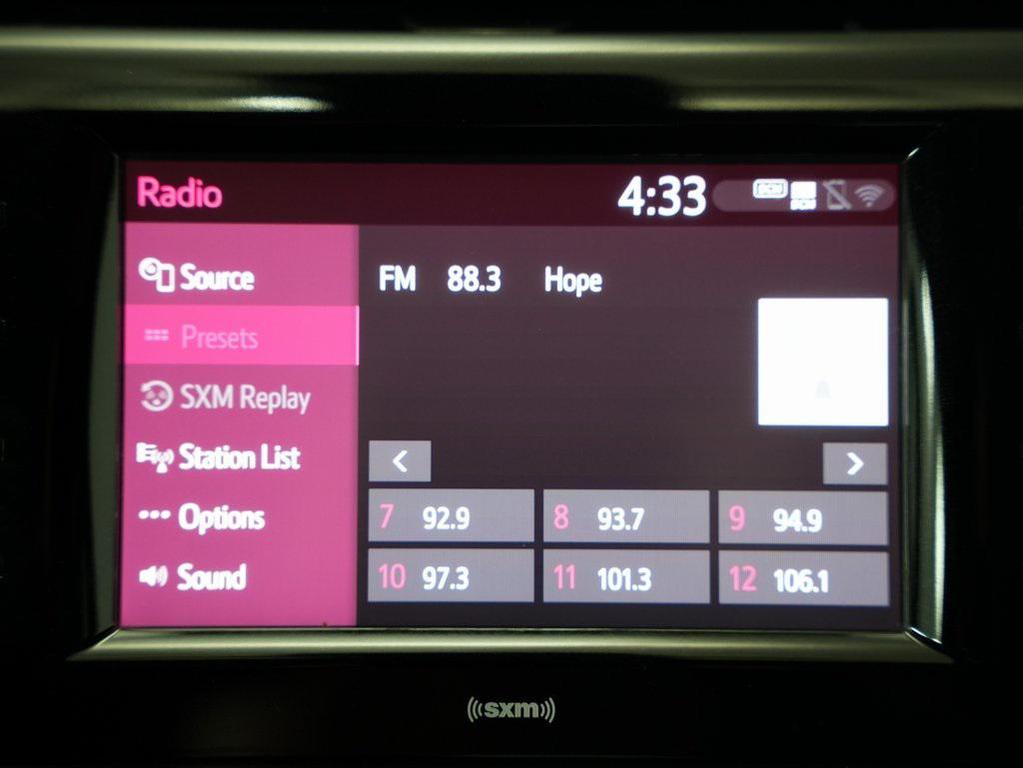 Radio
4:33
Source
FM 88.3 Hope
Presets
SXM Replay
Station List
<
>
Options
7 92.9
8 93.7
9 94.9
Sound
10 97.3
11 101.3
12 106.1
((sxm))